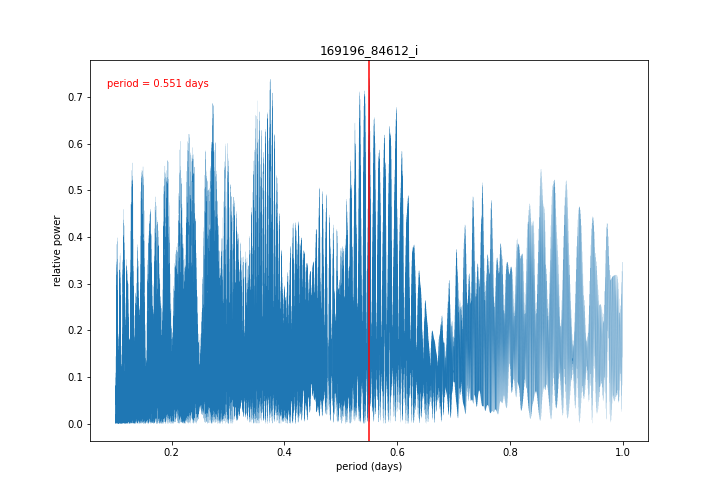 169196_84612_i
period = 0.551 days
relative power
0.7
0.6
0.5
0.4
0.3
0.2
0.1
0.0
0.2 0.4 0.6 0.8 1.0
period (days)